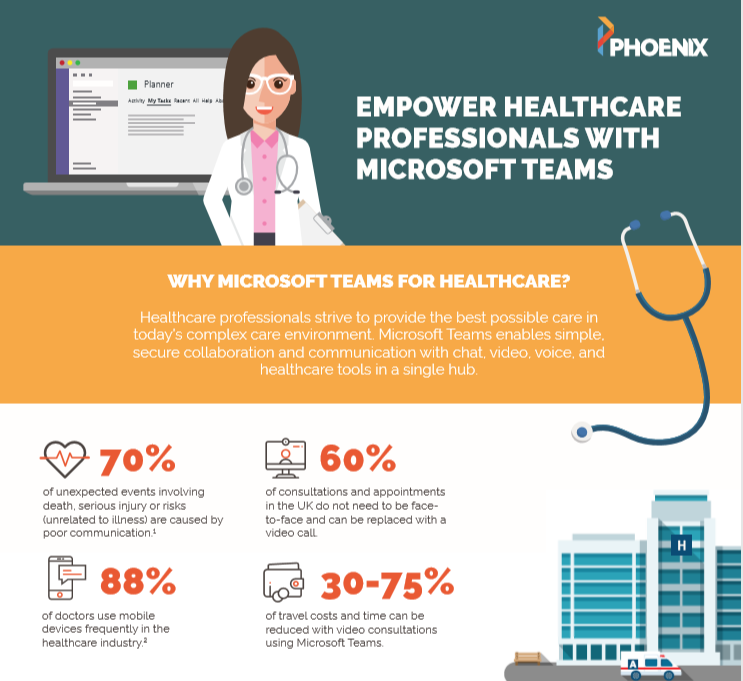 PHOENIX
Planner
Activity My Tasks Recent All Help
EMPOWER HEALTHCARE
PROFESSIONALS WITH
MICROSOFT TEAMS
WHY MICROSOFT TEAMS FOR HEALTHCARE?
Healthcare professionals strive to provide the best possible care in
today's complex care environment. Microsoft Teams enables simple,
secure collaboration and communication with chat, video, voice, and
healthcare tools in a single hub.
70%
of unexpected events involving
death, serious injury or risks
(unrelated to illness) are caused by
poor communication.¹
60%
of consultations and appointments
in the UK do not need to be face-
to-face and can be replaced with a
video call.
88%
of doctors use mobile
devices frequently in the
healthcare industry.²
30-75%
of travel costs and time can be
reduced with video consultations
using Microsoft Teams.
H
A